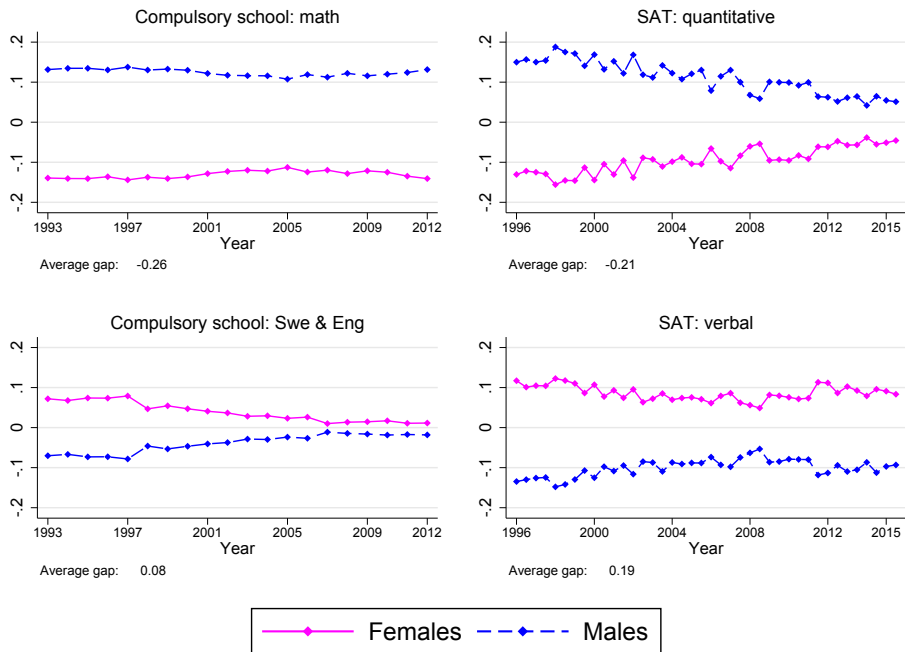 Compulsory school: math
.2
.1
0
-.1
-.2
1993 1997 2001 2005 2009 2012
Year
Average gap: -0.26
SAT: quantitative
.2
.1
0
-.1
-.2
1996 2000 2004 2008 2012 2015
Year
Average gap: -0.21
Compulsory school: Swe & Eng
.2
.1
0
-.1
-.2
1993 1997 2001 2005 2009 2012
Year
Average gap: 0.08
SAT: verbal
.2
.1
0
-.1
-.2
1996 2000 2004 2008 2012 2015
Year
Average gap: 0.19
Females Males